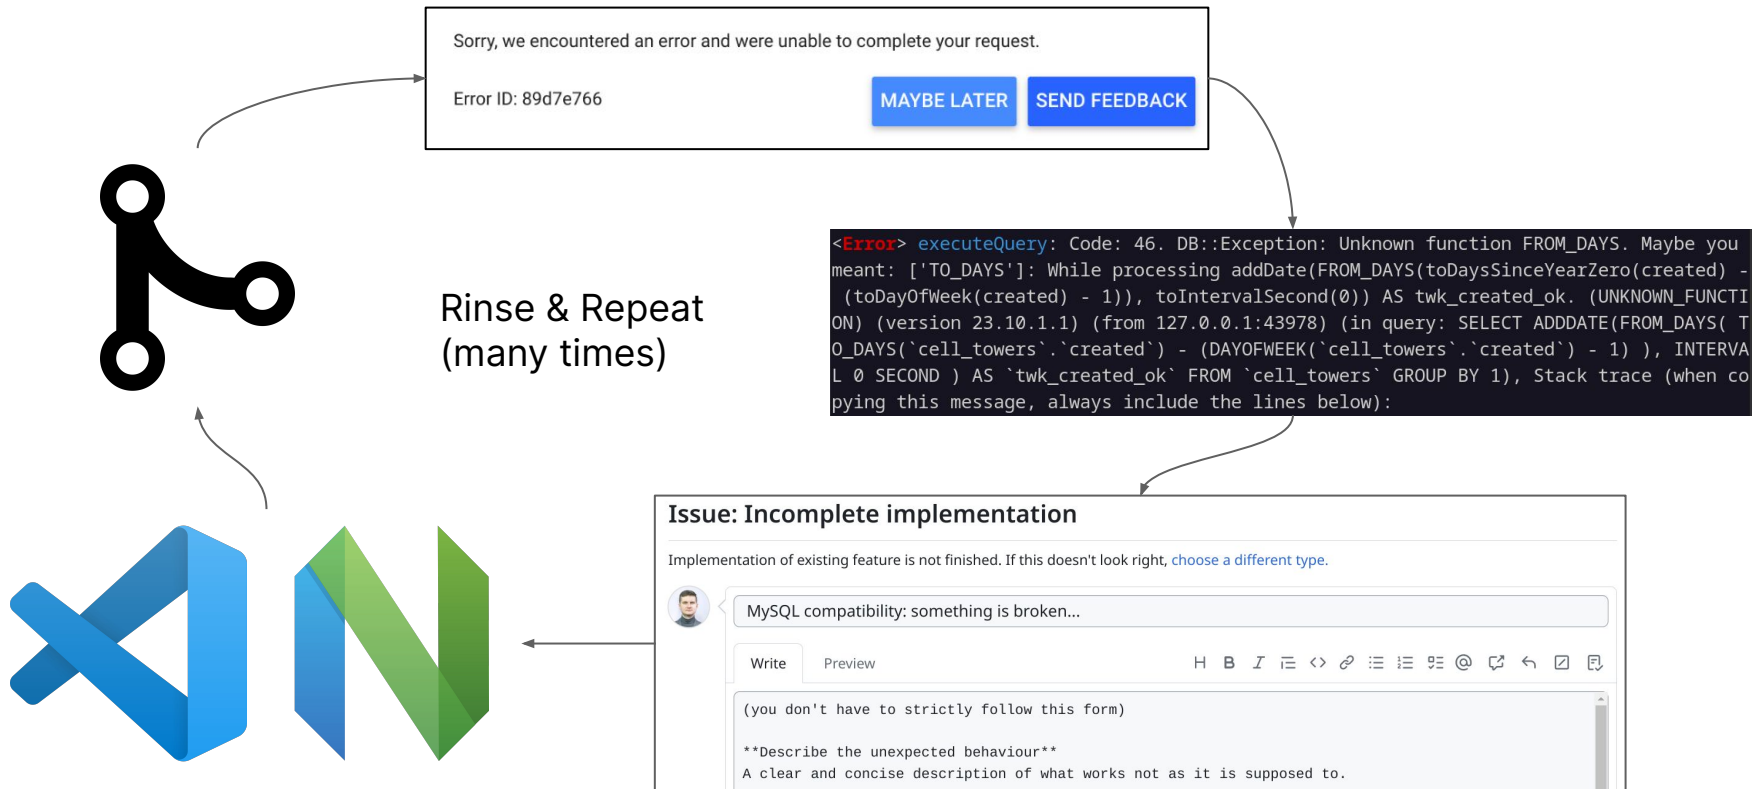 Sorry, we encountered an error and were unable to complete your request.
Error ID: 89d7e766
MAYBE LATER
SEND FEEDBACK
<Error> executeQuery: Code: 46. DB::Exception: Unknown function FROM_DAYS. Maybe you
meant: ['TO_DAYS']: While processing addDate(FROM_DAYS(toDaysSinceYearZero(created) -
(toDayOfWeek(created) - 1)), toIntervalSecond(0)) AS twk_created_ok. (UNKNOWN_FUNCTI
ON) (version 23.10.1.1) (from 127.0.0.1:43978) (in query: SELECT ADDDATE(FROM_DAYS( T
O_DAYS(`cell_towers`.`created`) - (DAYOFWEEK(`cell_towers`.`created`) - 1) ), INTERVA
L 0 SECOND ) AS `twk_created_ok` FROM `cell_towers` GROUP BY 1), Stack trace (when co
pying this message, always include the lines below):
Rinse & Repeat
(many times)
Issue: Incomplete implementation
Implementation of existing feature is not finished. If this doesn't look right, choose a different type.
MySQL compatibility: something is broken...
Write
Preview
(you don't have to strictly follow this form)
**Describe the unexpected behaviour**
A clear and concise description of what works not as it is supposed to.